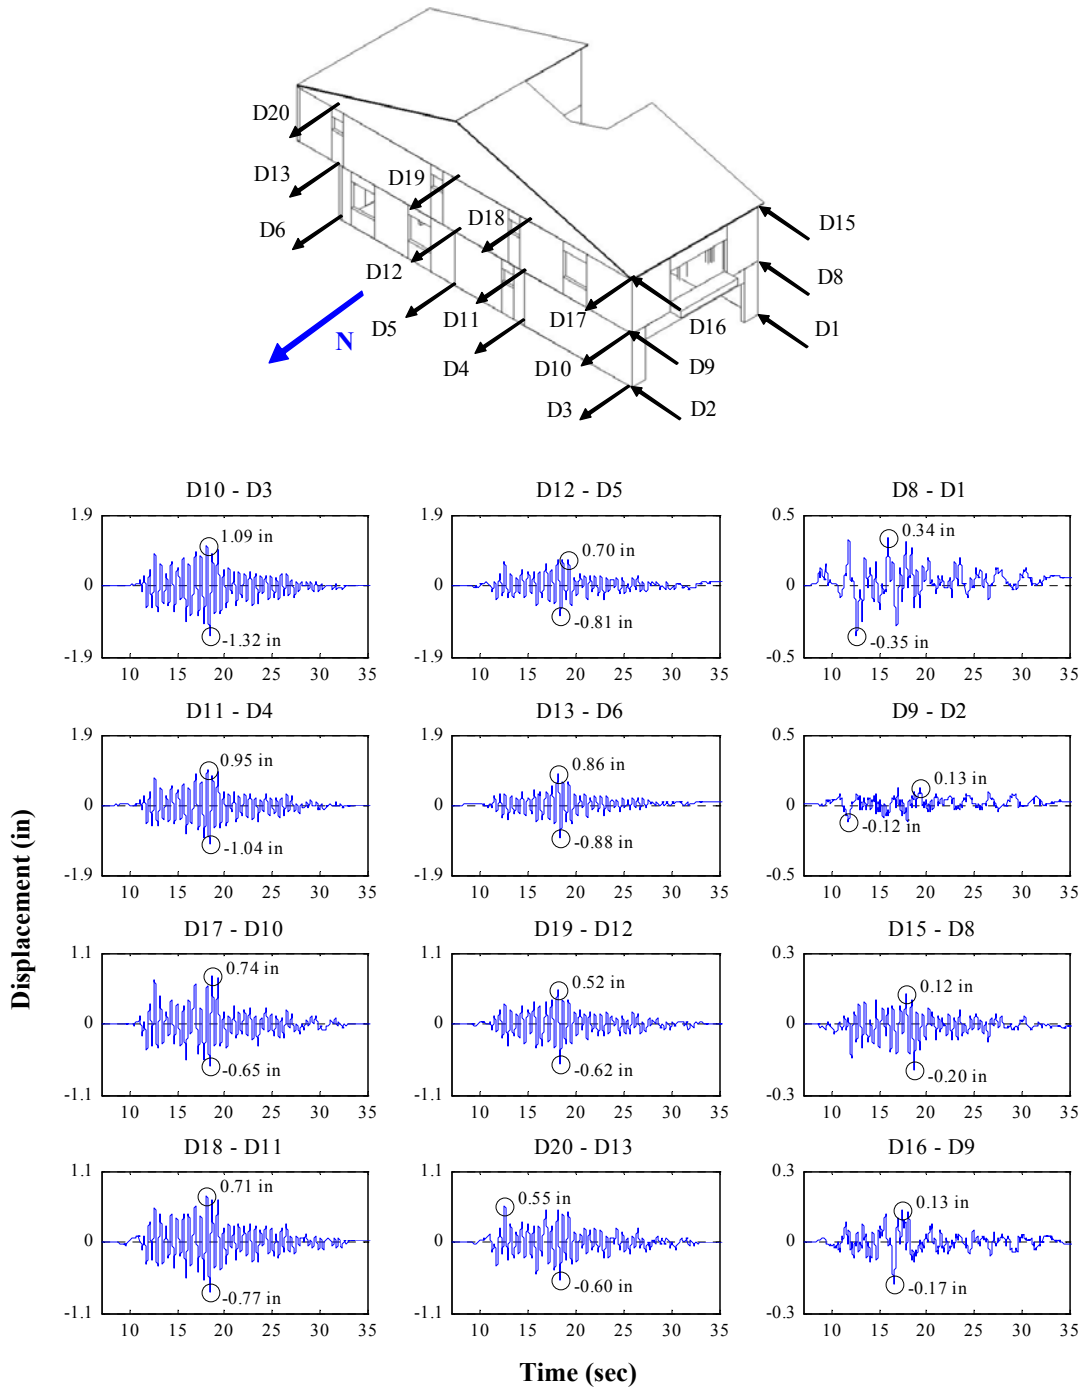 D20
D13
D6
D19
D18
D12
D5
D11
D4
D17
D10
D3
D15
D8
D1
D16
D9
D2
N
D10 - D3
1.9
0
-1.9
1.09 in
-1.32 in
10 15 20 25 30 35
D12 - D5
1.9
0
-1.9
0.70 in
-0.81 in
10 15 20 25 30 35
D8 - D1
0.5
0
-0.5
0.34 in
-0.35 in
10 15 20 25 30 35
D11 - D4
1.9
0
-1.9
0.95 in
-1.04 in
10 15 20 25 30 35
D13 - D6
1.9
0
-1.9
0.86 in
-0.88 in
10 15 20 25 30 35
D9 - D2
0.5
0
-0.5
0.13 in
-0.12 in
10 15 20 25 30 35
Displacement (in)
D17 - D10
1.1
0
-1.1
0.74 in
-0.65 in
10 15 20 25 30 35
D19 - D12
1.1
0
-1.1
0.52 in
-0.62 in
10 15 20 25 30 35
D15 - D8
0.3
0
-0.3
0.12 in
-0.20 in
10 15 20 25 30 35
D18 - D11
1.1
0
-1.1
0.71 in
-0.77 in
10 15 20 25 30 35
D20 - D13
1.1
0
-1.1
0.55 in
-0.60 in
10 15 20 25 30 35
D16 - D9
0.3
0
-0.3
0.13 in
-0.17 in
10 15 20 25 30 35
Time (sec)